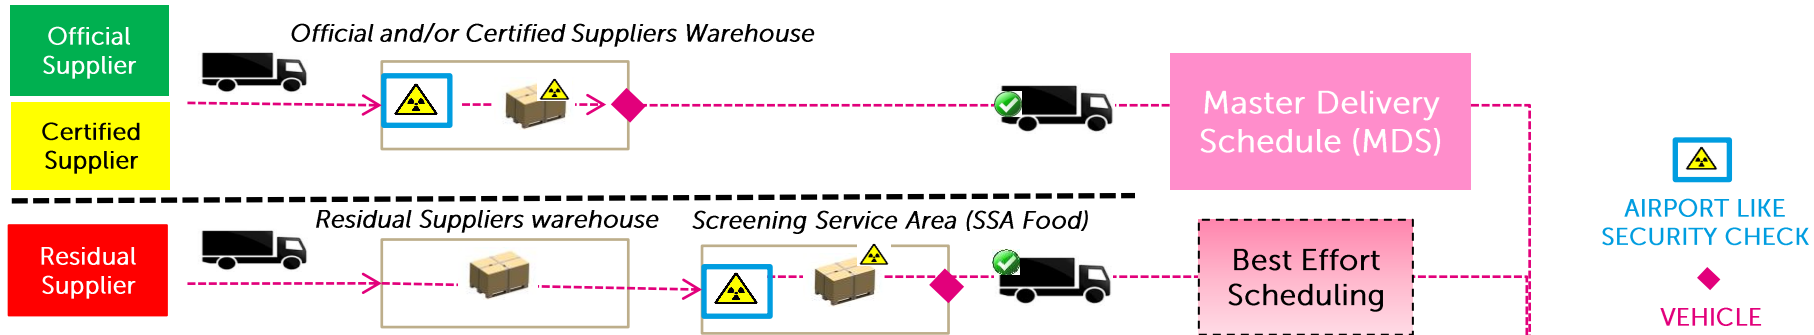 Official
Supplier
Official and/or Certified Suppliers Warehouse
Certified
Supplier
Master Delivery
Schedule (MDS)
Residual
Supplier
Residual Suppliers warehouse
Screening Service Area (SSA Food)
Best Effort
Scheduling
AIRPORT LIKE
SECURITY CHECK
VEHICLE